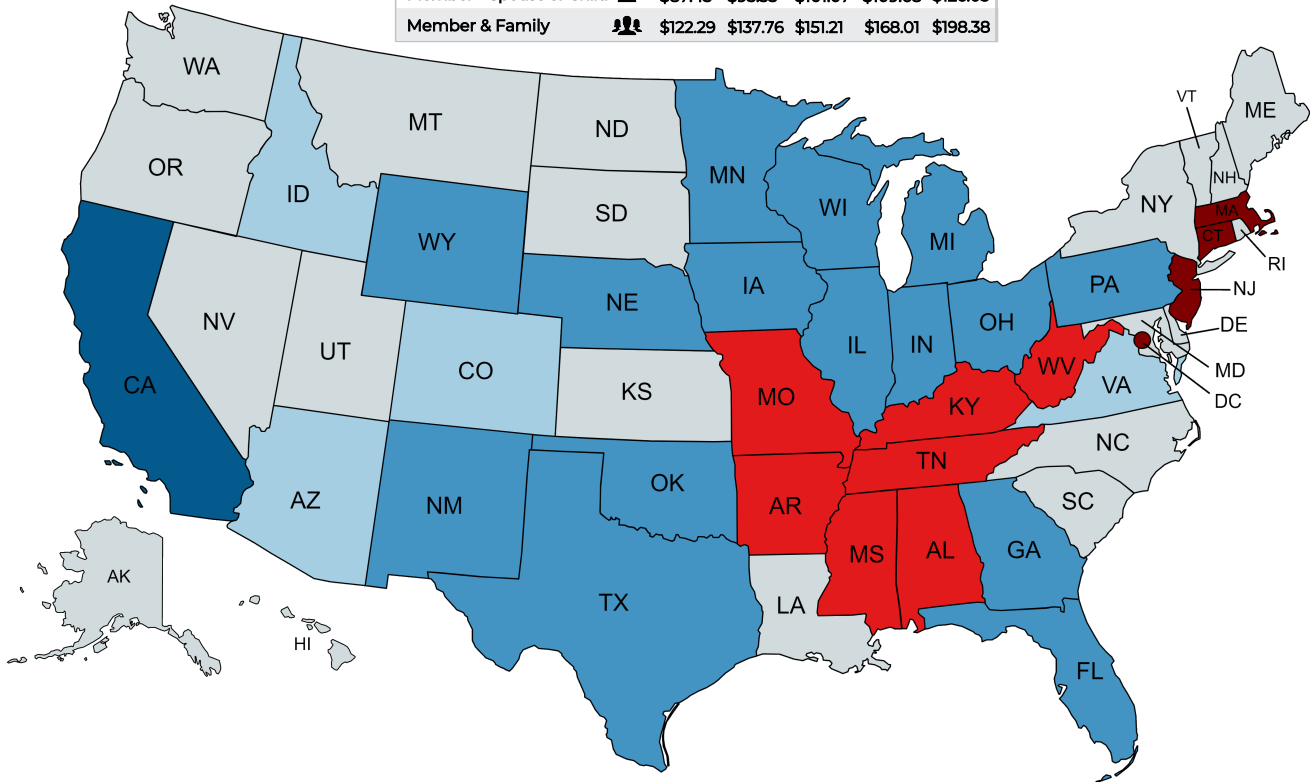 Member & Family $122.29 $137.76 $151.21 $168.01 $198.38
WA
MT
ND
MN
VT
ME
OR
ID
SD
WI
MI
NY
NH
MA
CT
RI
WY
NE
IA
PA
NJ
NV
UT
CO
KS
IL
IN
OH
DE
MD
DC
CA
MO
WV
VA
KY
NC
TN
AZ
NM
OK
AR
SC
MS
AL
GA
AK
TX
LA
HI
FL